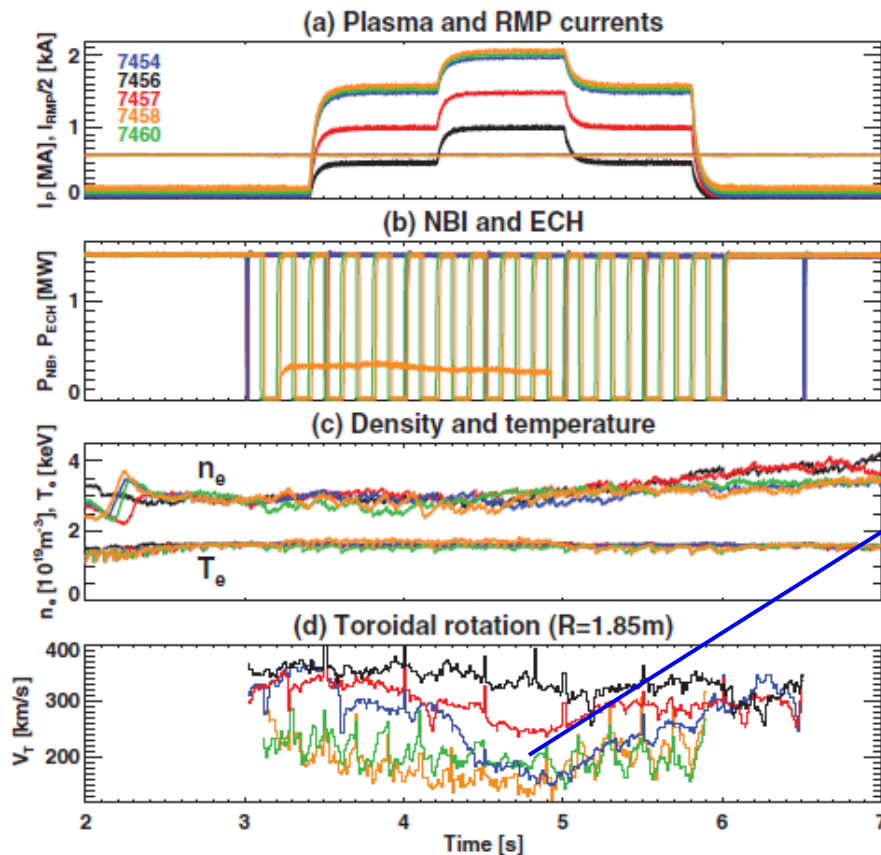 (a) Plasma and RMP currents
I_P [MA], I_RMP/2 [kA]
2
1
0
7454
7456
7457
7458
7460
(b) NBI and ECH
P_NB, P_ECH [MW]
1
0
(c) Density and temperature
n_e [10^19m^-3], T_e [keV]
4
2
0
n_e
T_e
(d) Toroidal rotation (R=1.85m)
V_T [km/s]
400
300
200
2 3 4 5 6 7
Time [s]